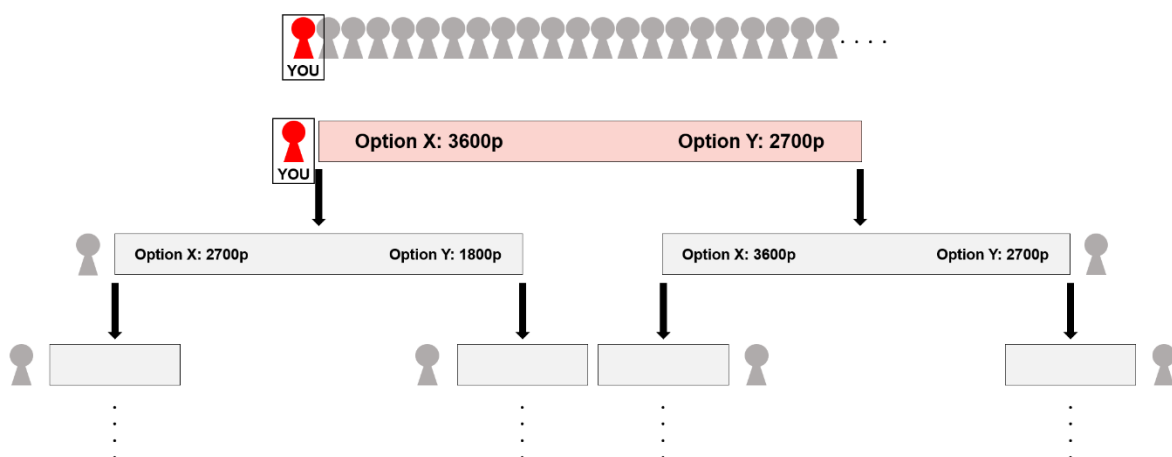 YOU
Option X: 3600p Option Y: 2700p
YOU
Option X: 2700p Option Y: 1800p Option X: 3600p Option Y: 2700p